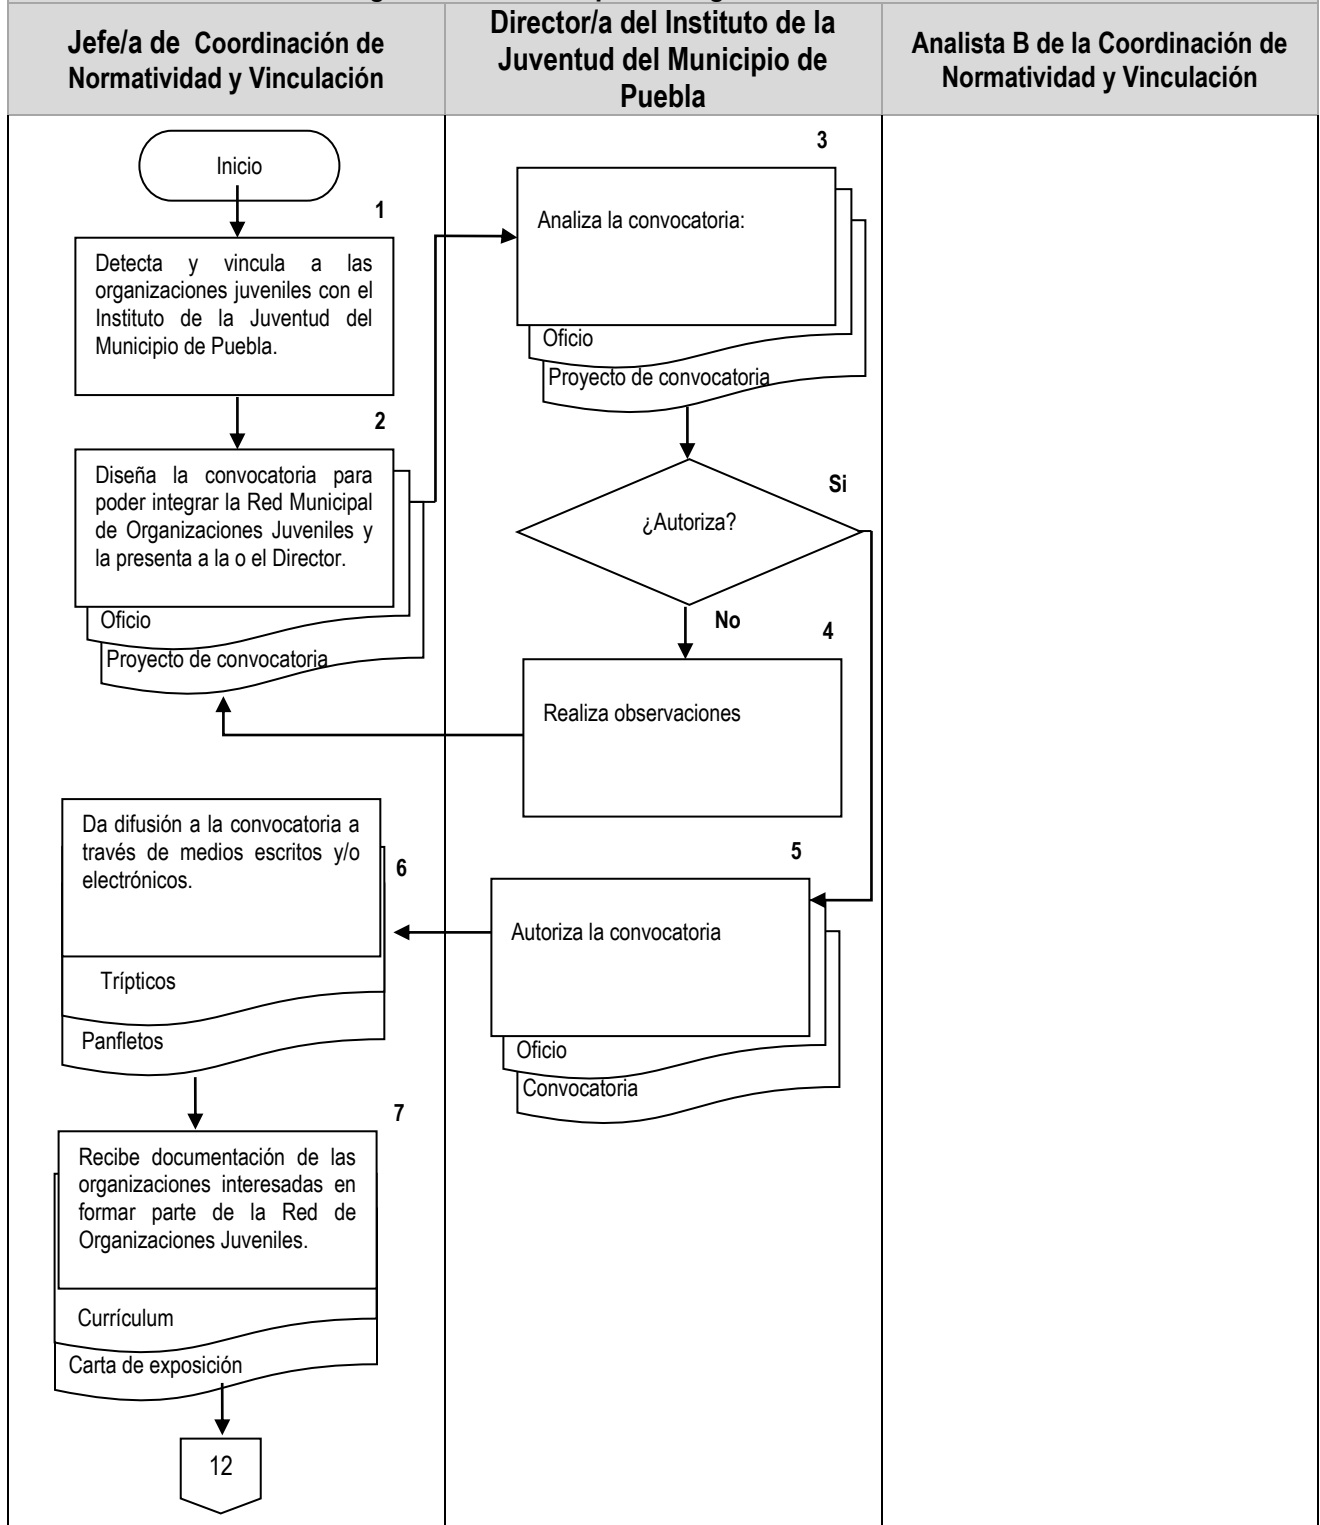 Jefe/a de Coordinación de
Normatividad y Vinculación
Director/a del Instituto de la
Juventud del Municipio de
Puebla
Analista B de la Coordinación de
Normatividad y Vinculación
Inicio
1
Detecta y vincula a las
organizaciones juveniles con el
Instituto de la Juventud del
Municipio de Puebla.
2
Diseña la convocatoria para
poder integrar la Red Municipal
de Organizaciones Juveniles y
la presenta a la o el Director.
Oficio
Proyecto de convocatoria
3
Analiza la convocatoria:
Oficio
Proyecto de convocatoria
¿Autoriza?
Si
No
4
Realiza observaciones
5
Autoriza la convocatoria
Oficio
Convocatoria
6
Da difusión a la convocatoria a
través de medios escritos y/o
electrónicos.
Trípticos
Panfletos
7
Recibe documentación de las
organizaciones interesadas en
formar parte de la Red de
Organizaciones Juveniles.
Currículum
Carta de exposición
12